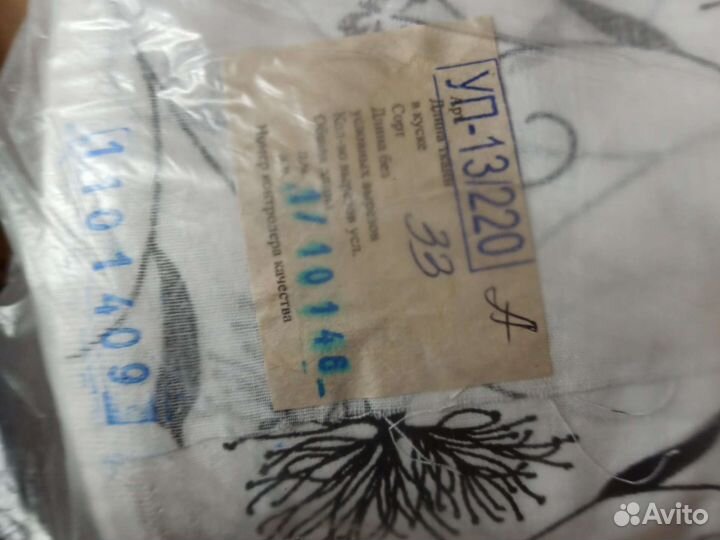 УП-13/220 А
Арт.
Длина ткани
в куске 33
Сорт
Длина без
условных вырезов
Кол-во вырезов усл.
1/10146-
Номер контролера качества
1101409
Avito